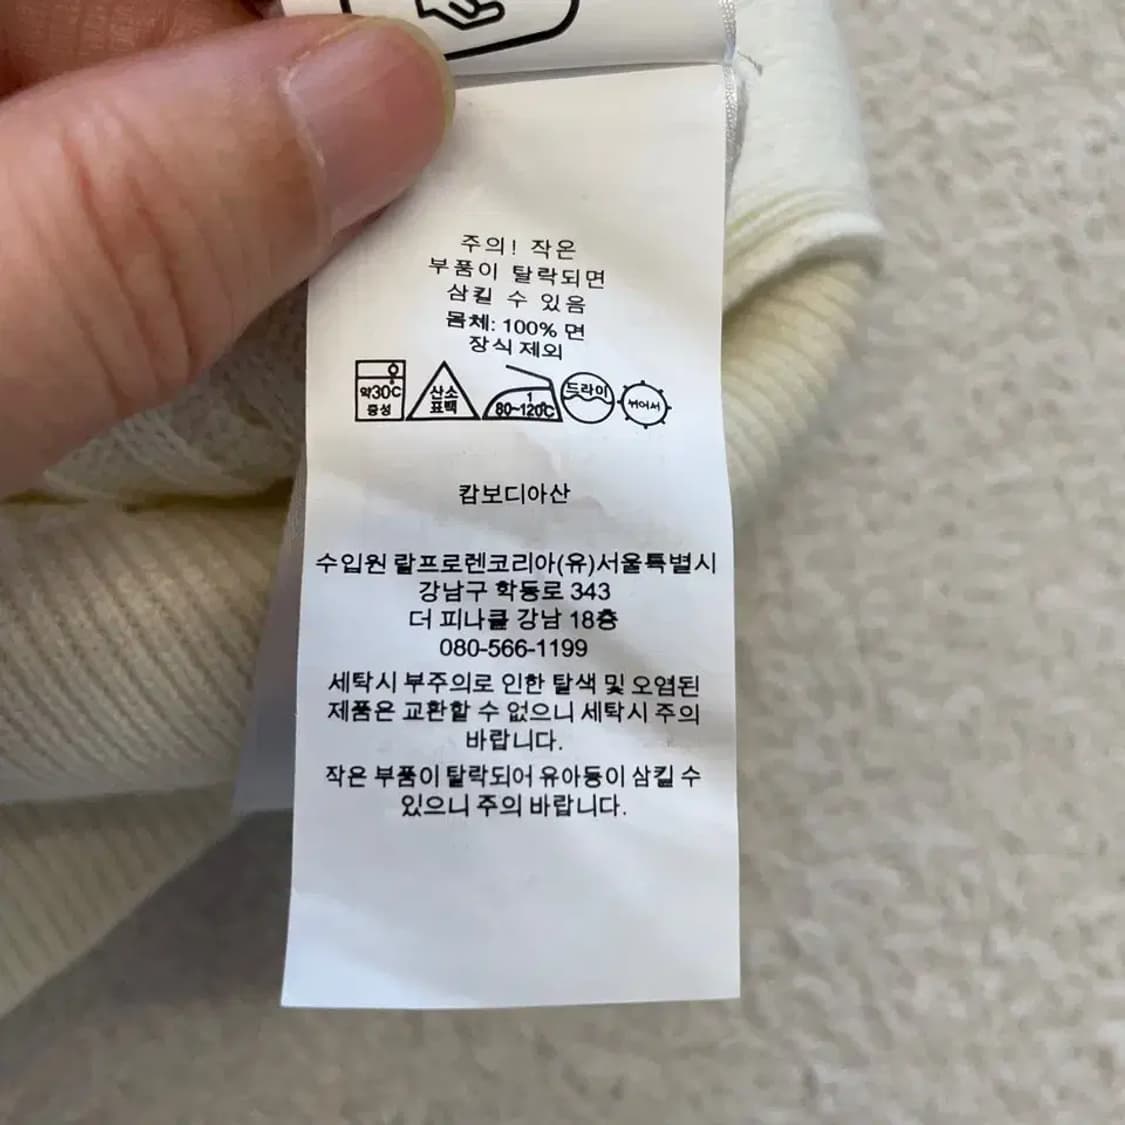 주의! 작은
부품이 탈락되면
삼킬 수 있음
몸체: 100% 면
장식 제외
약30℃
중성
산소
표백
1
80~120℃
드라이
뉘어서
캄보디아산
수입원 랄프로렌코리아(유)서울특별시
강남구 학동로 343
더 피나클 강남 18층
080-566-1199
세탁시 부주의로 인한 탈색 및 오염된
제품은 교환할 수 없으니 세탁시 주의
바랍니다.
작은 부품이 탈락되어 유아등이 삼킬 수
있으니 주의 바랍니다.